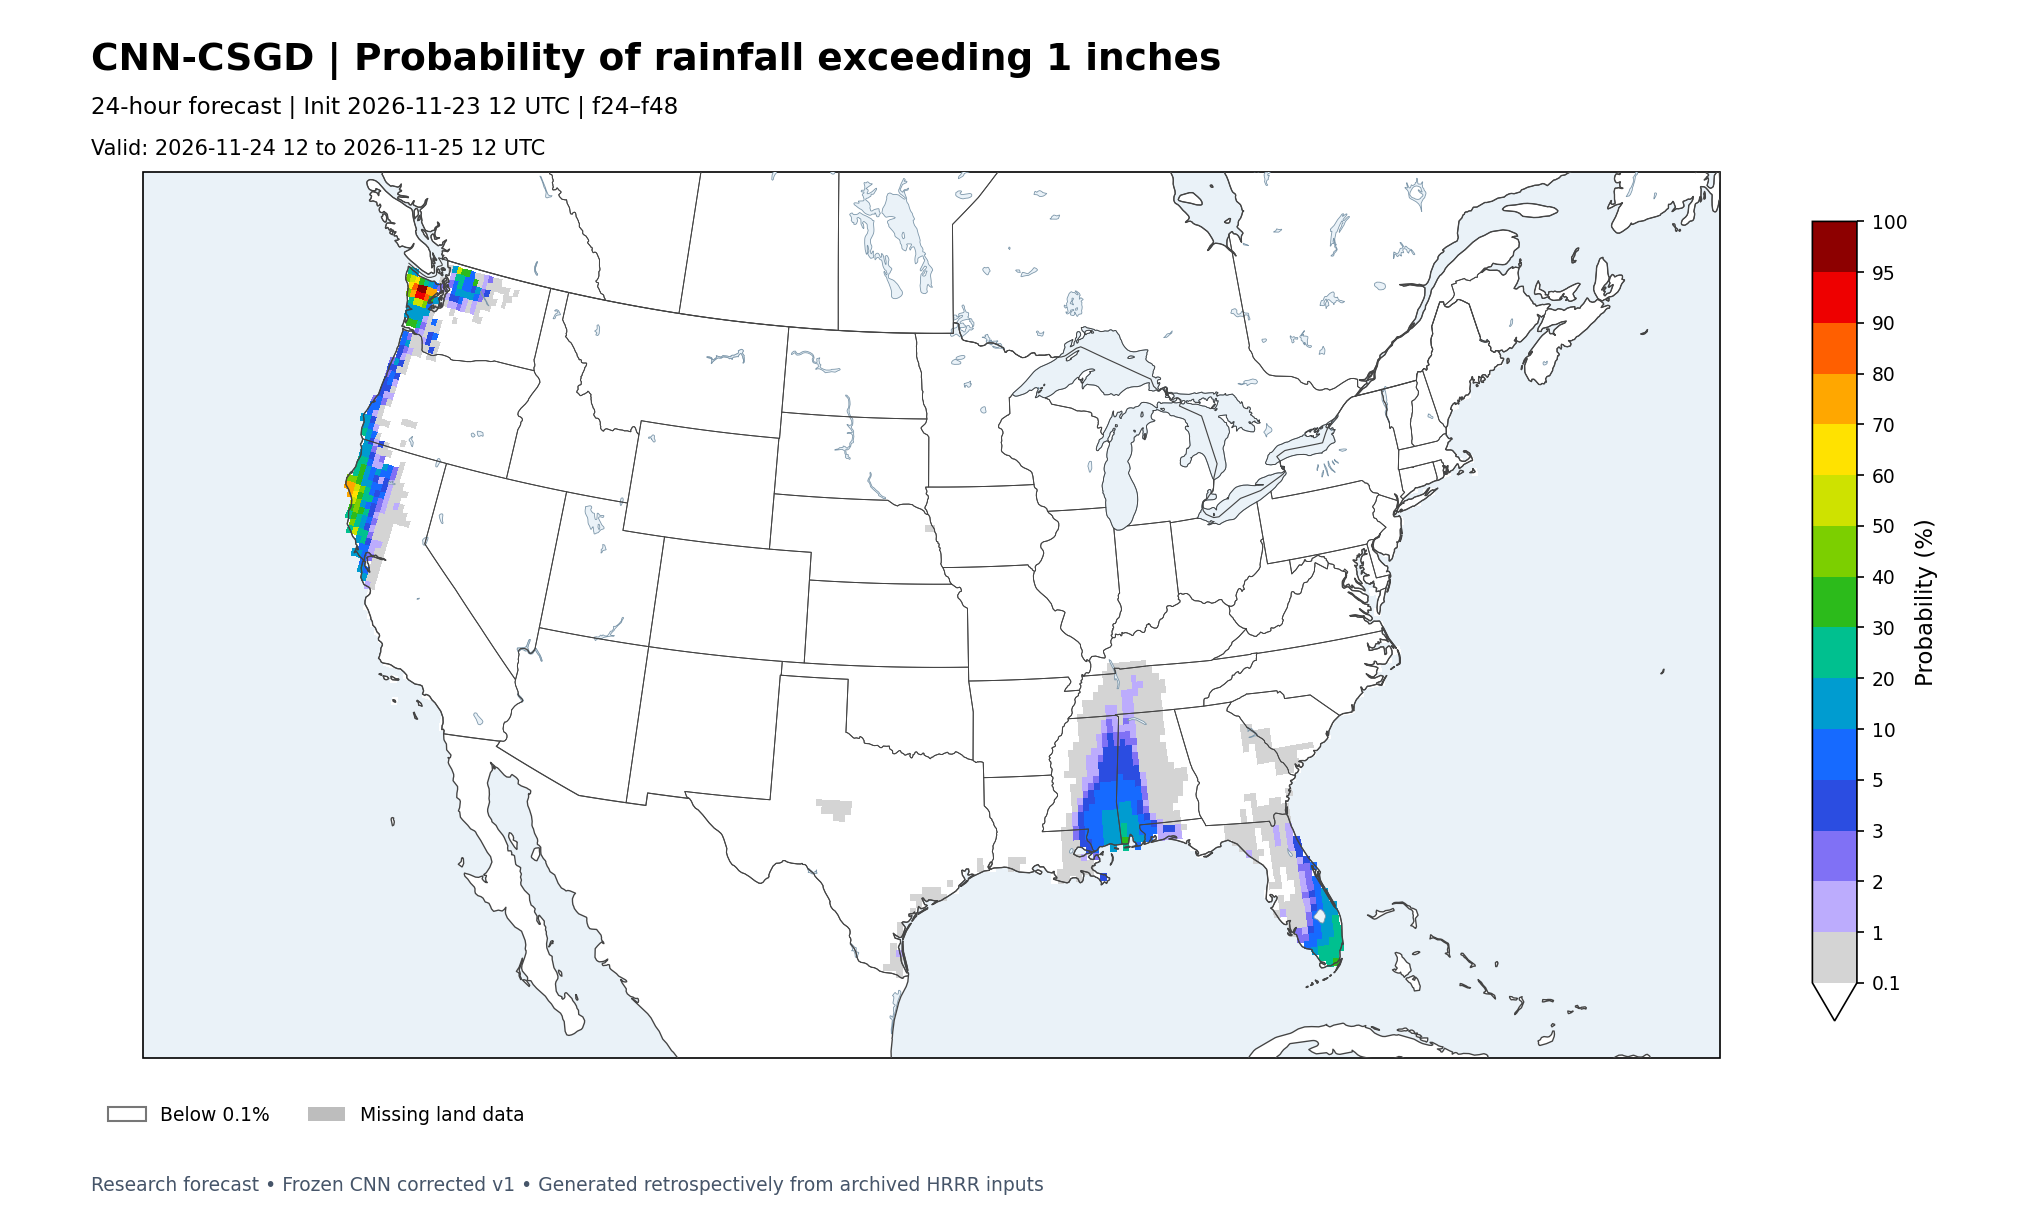 CNN-CSGD | Probability of rainfall exceeding 1 inches
24-hour forecast | Init 2026-11-23 12 UTC | f24–f48
Valid: 2026-11-24 12 to 2026-11-25 12 UTC
100
95
90
80
70
60
50
40
30
20
10
5
3
2
1
0.1
Probability (%)
Below 0.1%
Missing land data
Research forecast • Frozen CNN corrected v1 • Generated retrospectively from archived HRRR inputs